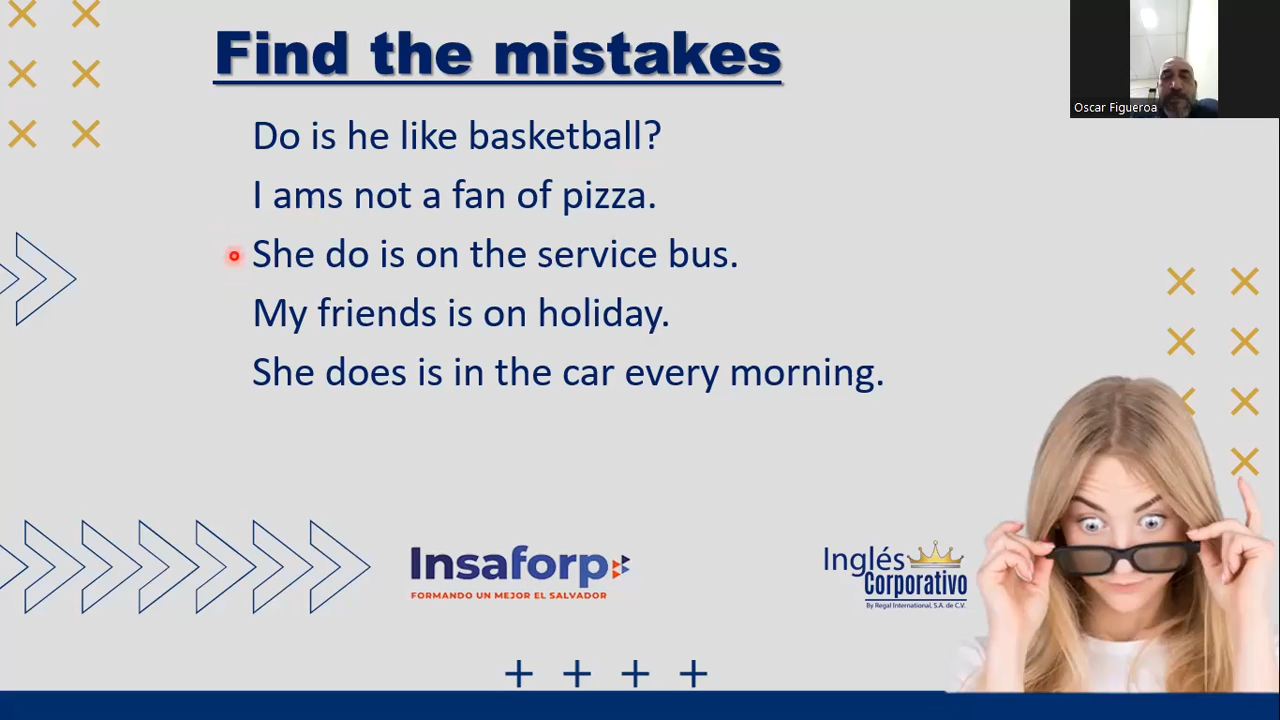 Find the mistakes
Oscar Figueroa
Do is he like basketball?
I ams not a fan of pizza.
She do is on the service bus.
My friends is on holiday.
She does is in the car every morning.
Insaforp
FORMANDO UN MEJOR EL SALVADOR
Inglés
Corporativo
By Regal International, S.A. de C.V.